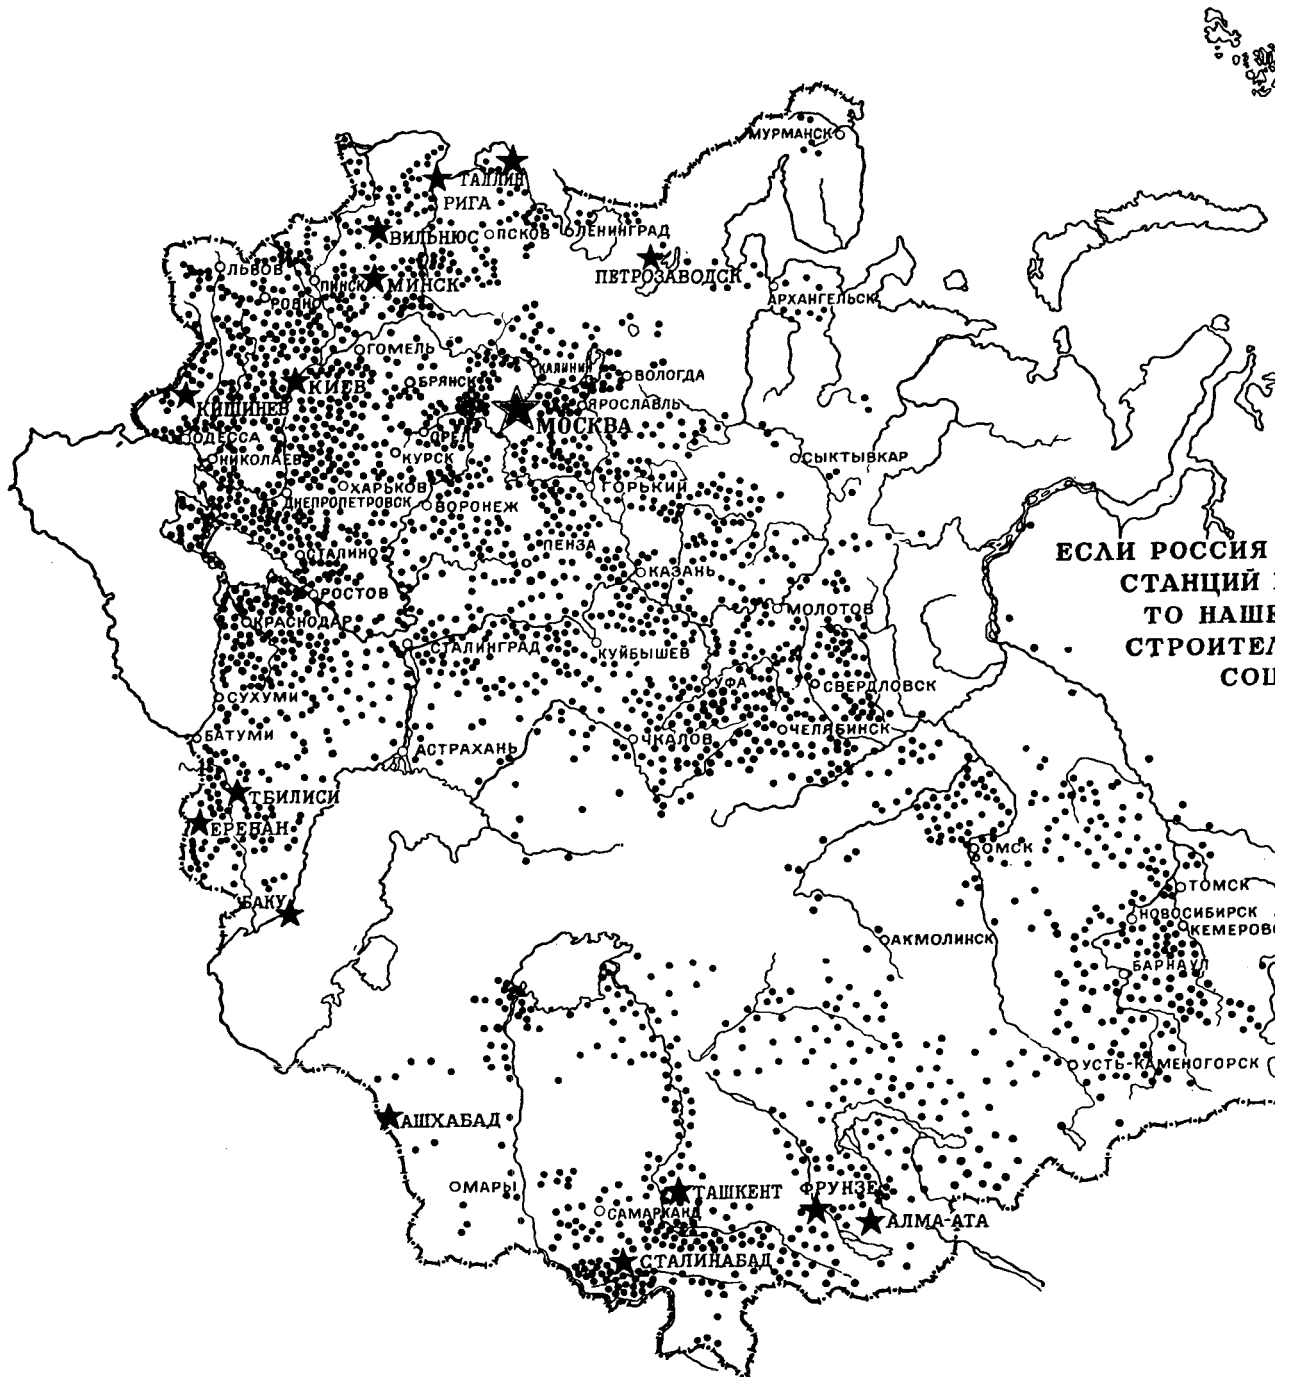 МУРМАНСК
ТАЛЛИН
РИГА
ВИЛЬНЮС
ПСКОВ
ЛЕНИНГРАД
ЛЬВОВ
ПИНСК
МИНСК
ПЕТРОЗАВОДСК
РОВНО
АРХАНГЕЛЬСК
ГОМЕЛЬ
КАЛИНИН
ВОЛОГДА
КИЕВ
БРЯНСК
КИШИНЕВ
ЯРОСЛАВЛЬ
МОСКВА
ОДЕССА
ОРЕЛ
НИКОЛАЕВ
КУРСК
СЫКТЫВКАР
ХАРЬКОВ
ГОРЬКИЙ
ДНЕПРОПЕТРОВСК
ВОРОНЕЖ
ПЕНЗА
СТАЛИНО
КАЗАНЬ
РОСТОВ
МОЛОТОВ
КРАСНОДАР
СТАЛИНГРАД
КУЙБЫШЕВ
УФА
СВЕРДЛОВСК
СУХУМИ
БАТУМИ
АСТРАХАНЬ
ЧКАЛОВ
ЧЕЛЯБИНСК
ЕСЛИ РОССИЯ
СТАНЦИЙ
ТО НАШЕ
СТРОИТЕЛ
СОЦ
ТБИЛИСИ
ЕРЕВАН
ОМСК
БАКУ
ТОМСК
НОВОСИБИРСК
КЕМЕРОВО
АКМОЛИНСК
БАРНАУЛ
УСТЬ-КАМЕНОГОРСК
АШХАБАД
МАРЫ
ТАШКЕНТ
ФРУНЗЕ
САМАРКАНД
АЛМА-АТА
СТАЛИНАБАД